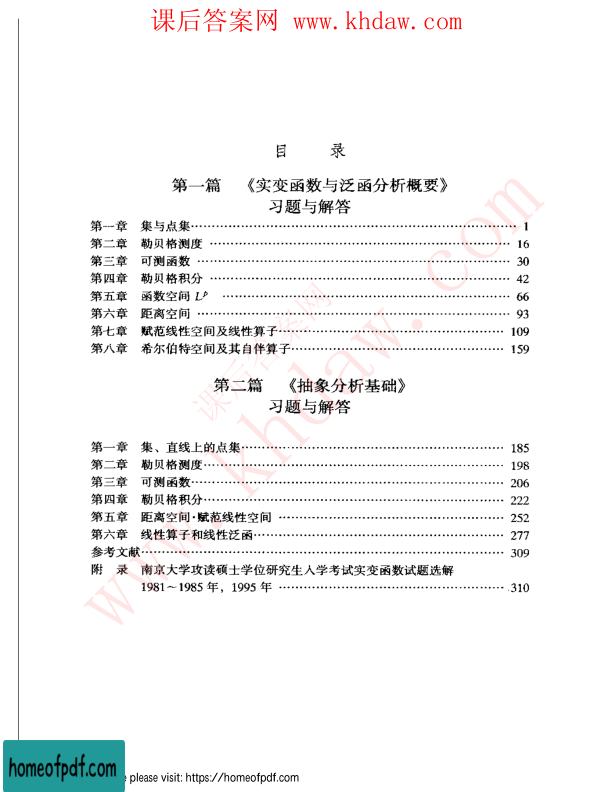 课后答案网 www.khdaw.com
目 录
第一篇 《实变函数与泛函分析概要》
习题与解答
第一章 集与点集……1
第二章 勒贝格测度……16
第三章 可测函数……30
第四章 勒贝格积分……42
第五章 函数空间 Lᵖ……66
第六章 距离空间……93
第七章 赋范线性空间及线性算子……109
第八章 希尔伯特空间及其自伴算子……159
第二篇 《抽象分析基础》
习题与解答
第一章 集、直线上的点集……185
第二章 勒贝格测度……198
第三章 可测函数……206
第四章 勒贝格积分……222
第五章 距离空间·赋范线性空间……252
第六章 线性算子和线性泛函……277
参考文献……309
附 录 南京大学攻读硕士学位研究生入学考试实变函数试题选解
1981～1985 年，1995 年……310
课后答案网
khdaw.com
homeofpdf.com
please visit: https://homeofpdf.com